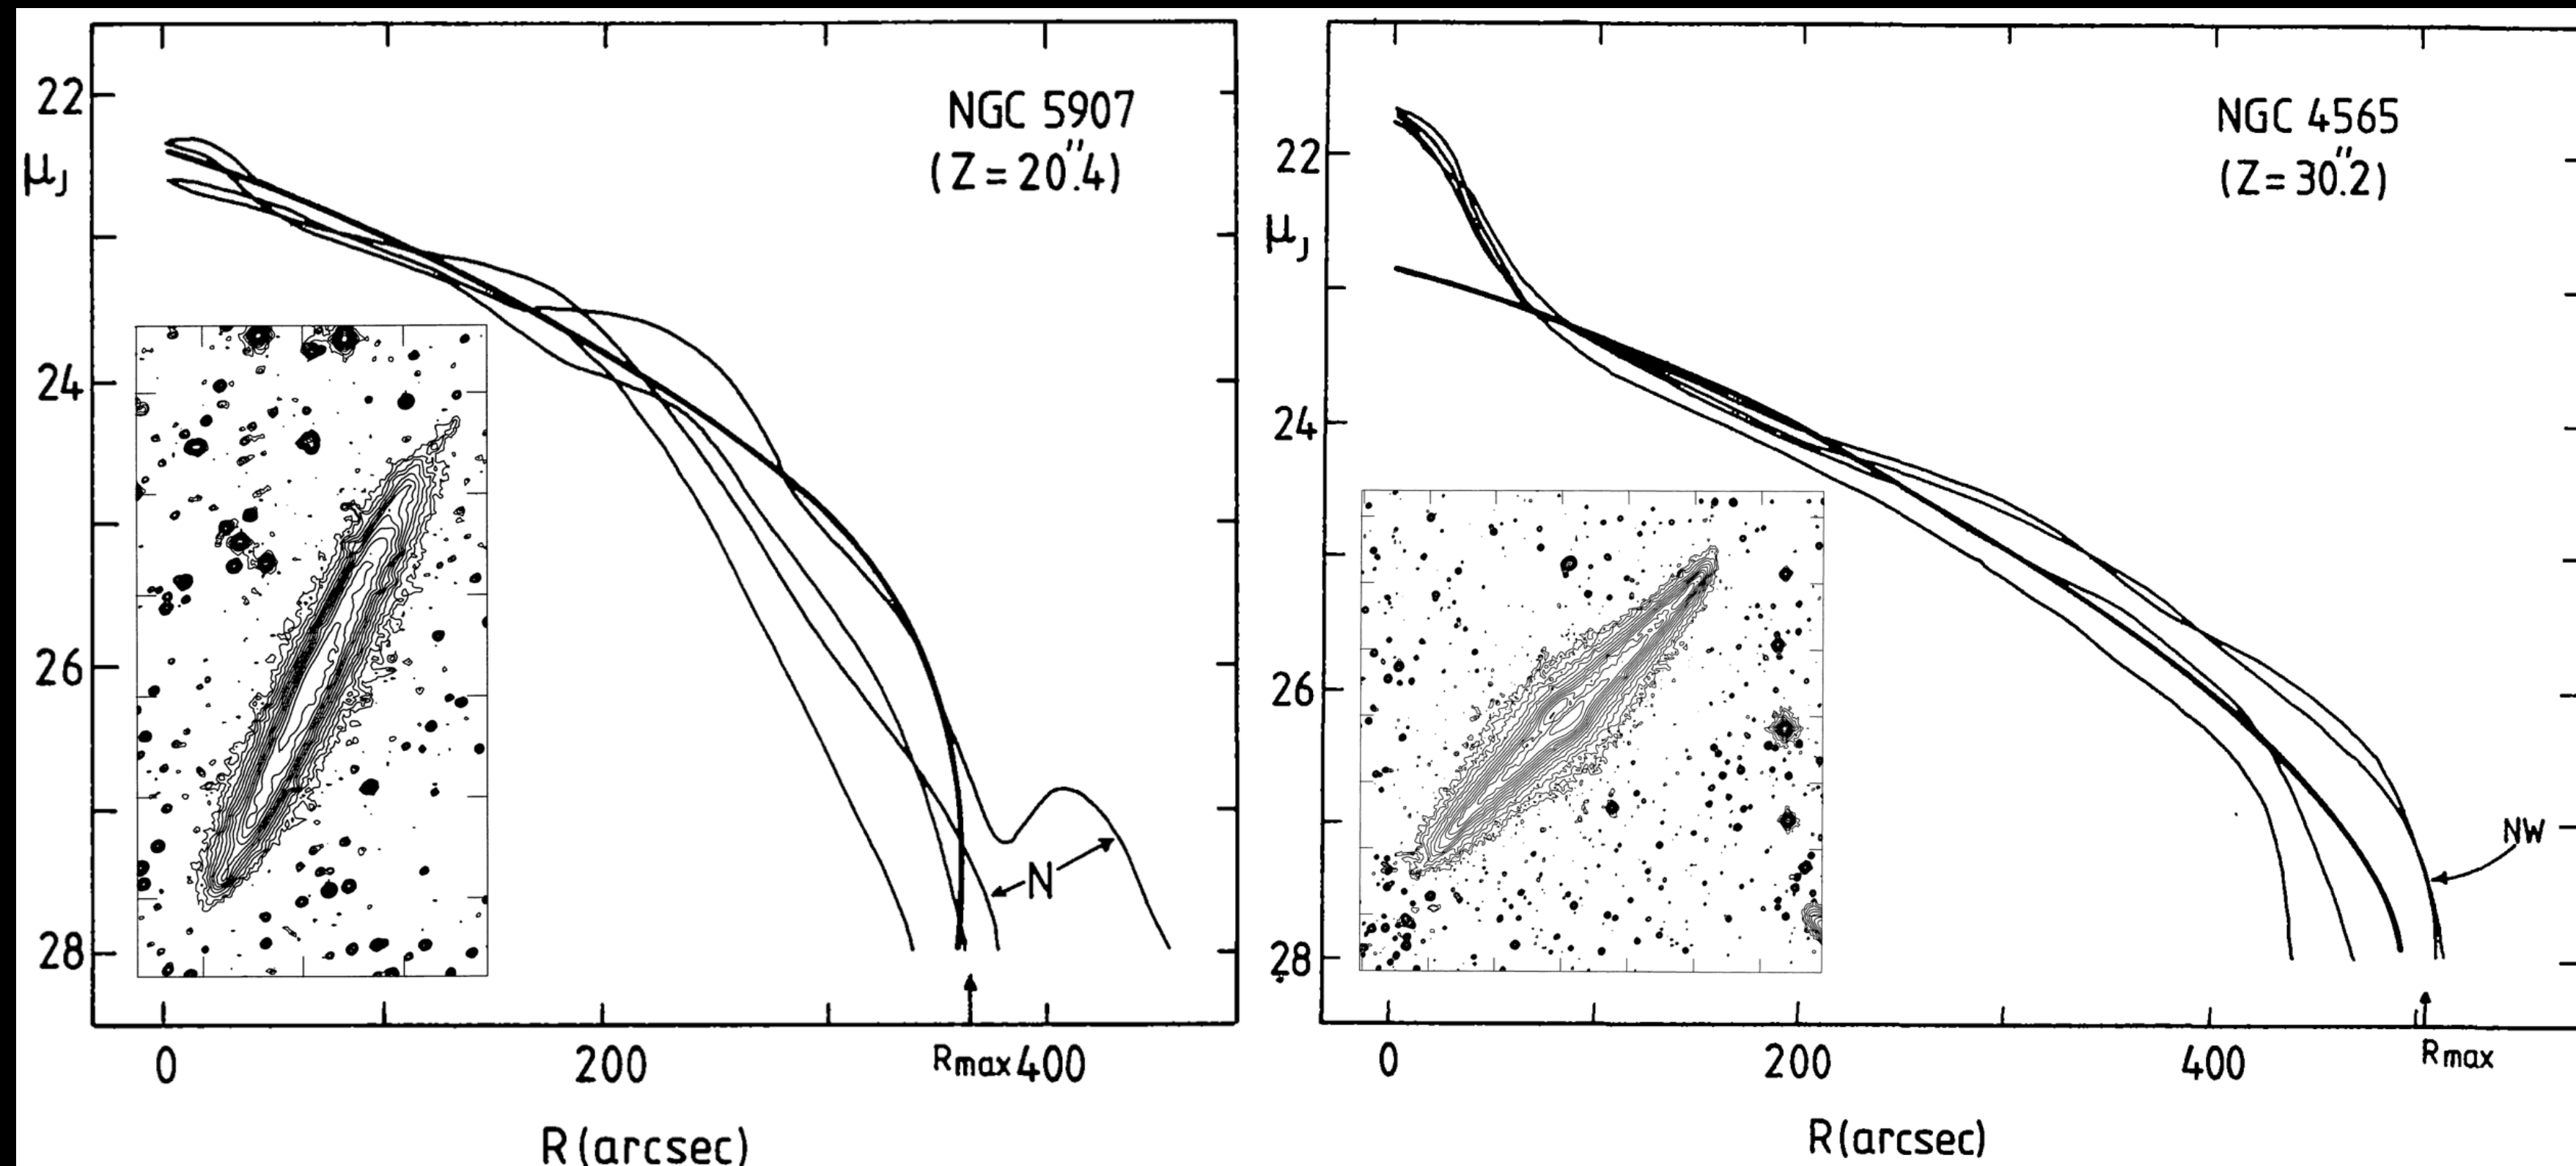 NGC 5907
(Z = 20".4)
μJ
22
24
26
28
N
0
200
Rmax
400
R (arcsec)
NGC 4565
(Z = 30".2)
μJ
22
24
26
28
NW
0
200
400
Rmax
R (arcsec)